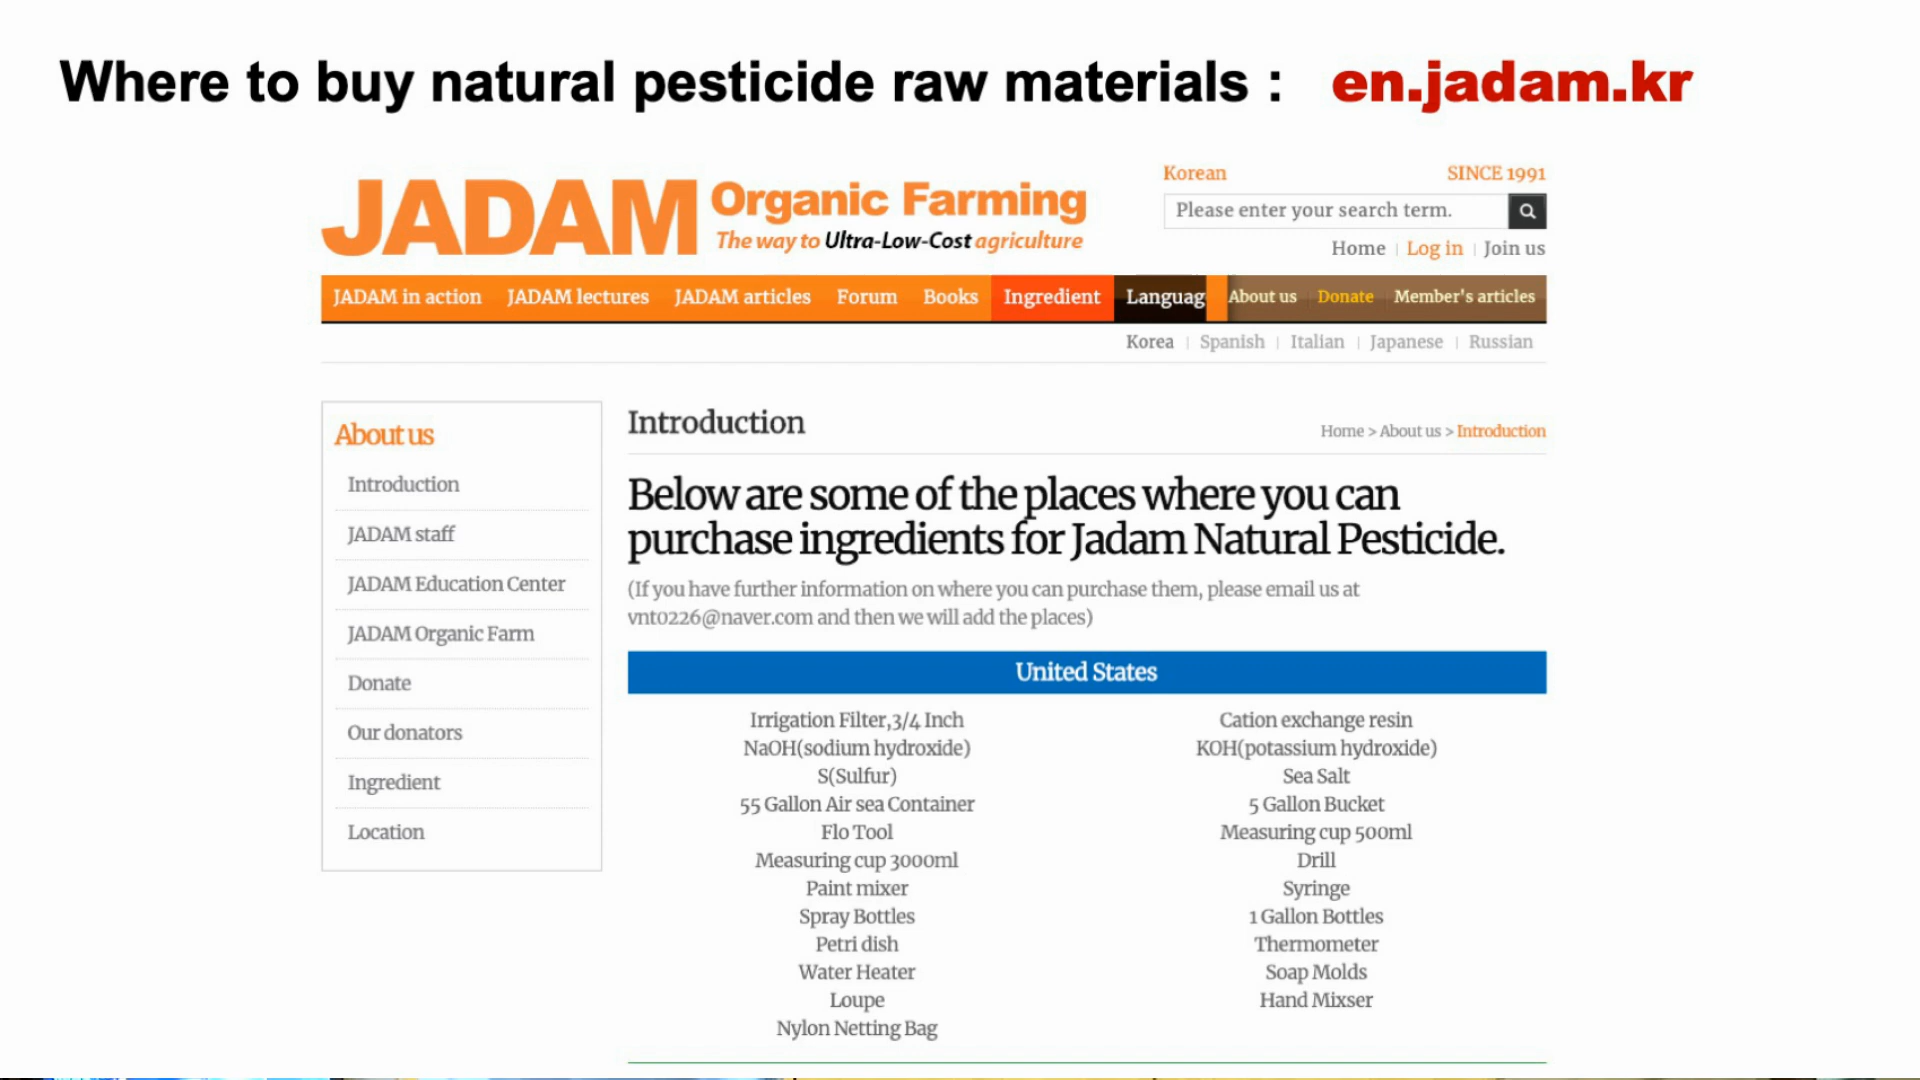 Where to buy natural pesticide raw materials : en.jadam.kr
JADAM Organic Farming
The way to Ultra-Low-Cost agriculture
Korean SINCE 1991
Please enter your search term.
Home | Log in | Join us
JADAM in action JADAM lectures JADAM articles Forum Books Ingredient Languag About us Donate Member's articles
Korea | Spanish | Italian | Japanese | Russian
About us
Introduction
JADAM staff
JADAM Education Center
JADAM Organic Farm
Donate
Our donators
Ingredient
Location
Introduction
Home > About us > Introduction
Below are some of the places where you can
purchase ingredients for Jadam Natural Pesticide.
(If you have further information on where you can purchase them, please email us at
vnt0226@naver.com and then we will add the places)
United States
Irrigation Filter,3/4 Inch Cation exchange resin
NaOH(sodium hydroxide) KOH(potassium hydroxide)
S(Sulfur) Sea Salt
55 Gallon Air sea Container 5 Gallon Bucket
Flo Tool Measuring cup 500ml
Measuring cup 3000ml Drill
Paint mixer Syringe
Spray Bottles 1 Gallon Bottles
Petri dish Thermometer
Water Heater Soap Molds
Loupe Hand Mixser
Nylon Netting Bag